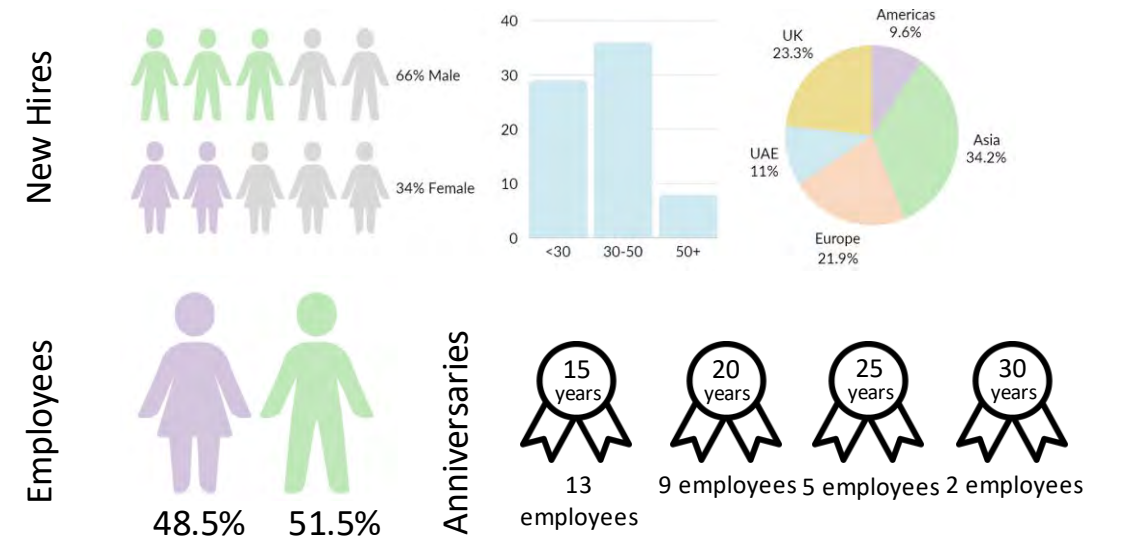 New Hires
66% Male
34% Female
40
30
20
10
0
<30 30-50 50+
Americas
9.6%
UK
23.3%
Asia
34.2%
UAE
11%
Europe
21.9%
Employees
48.5% 51.5%
Anniversaries
15
years
20
years
25
years
30
years
13
employees
9 employees
5 employees
2 employees